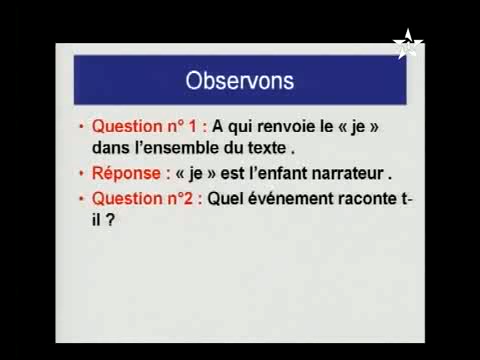 Observons
• Question n° 1 : A qui renvoie le « je »
dans l’ensemble du texte .
• Réponse : « je » est l’enfant narrateur .
• Question n°2 : Quel événement raconte t-
il ?